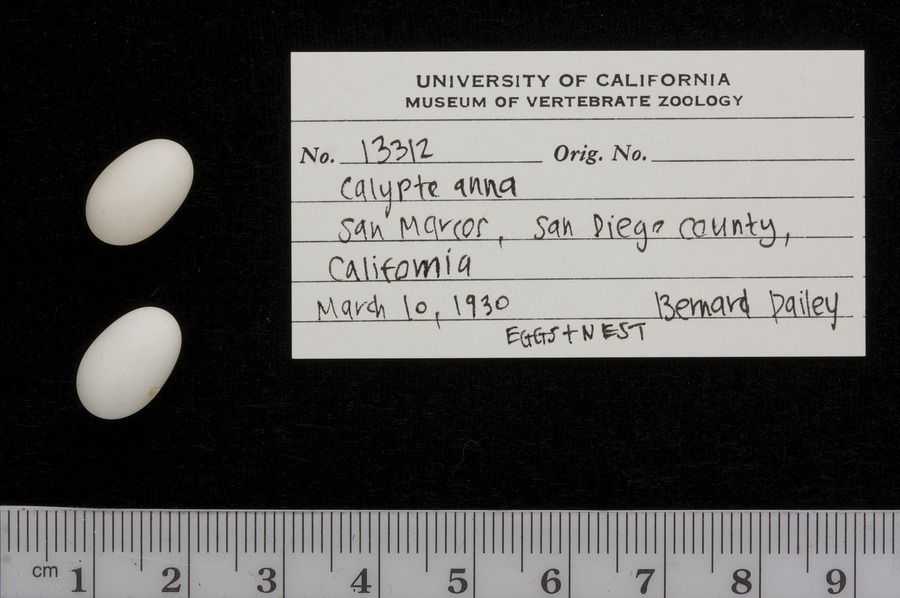 UNIVERSITY OF CALIFORNIA
MUSEUM OF VERTEBRATE ZOOLOGY
No. 13312 Orig. No.
Calypte anna
San Marcos, San Diego county,
California
March 10, 1930 Bernard Dailey
EGGS + NEST
cm 1 2 3 4 5 6 7 8 9